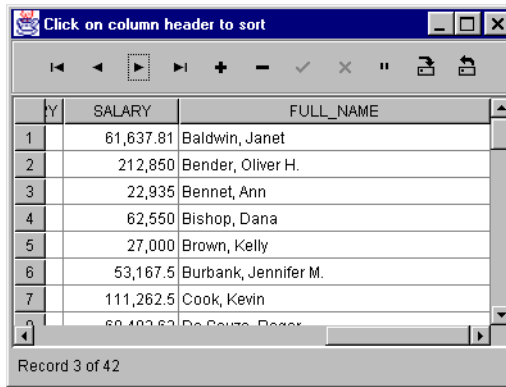 Click on column header to sort
Y SALARY FULL_NAME
1 61,637.81 Baldwin, Janet
2 212,850 Bender, Oliver H.
3 22,935 Bennet, Ann
4 62,550 Bishop, Dana
5 27,000 Brown, Kelly
6 53,167.5 Burbank, Jennifer M.
7 111,262.5 Cook, Kevin
Record 3 of 42